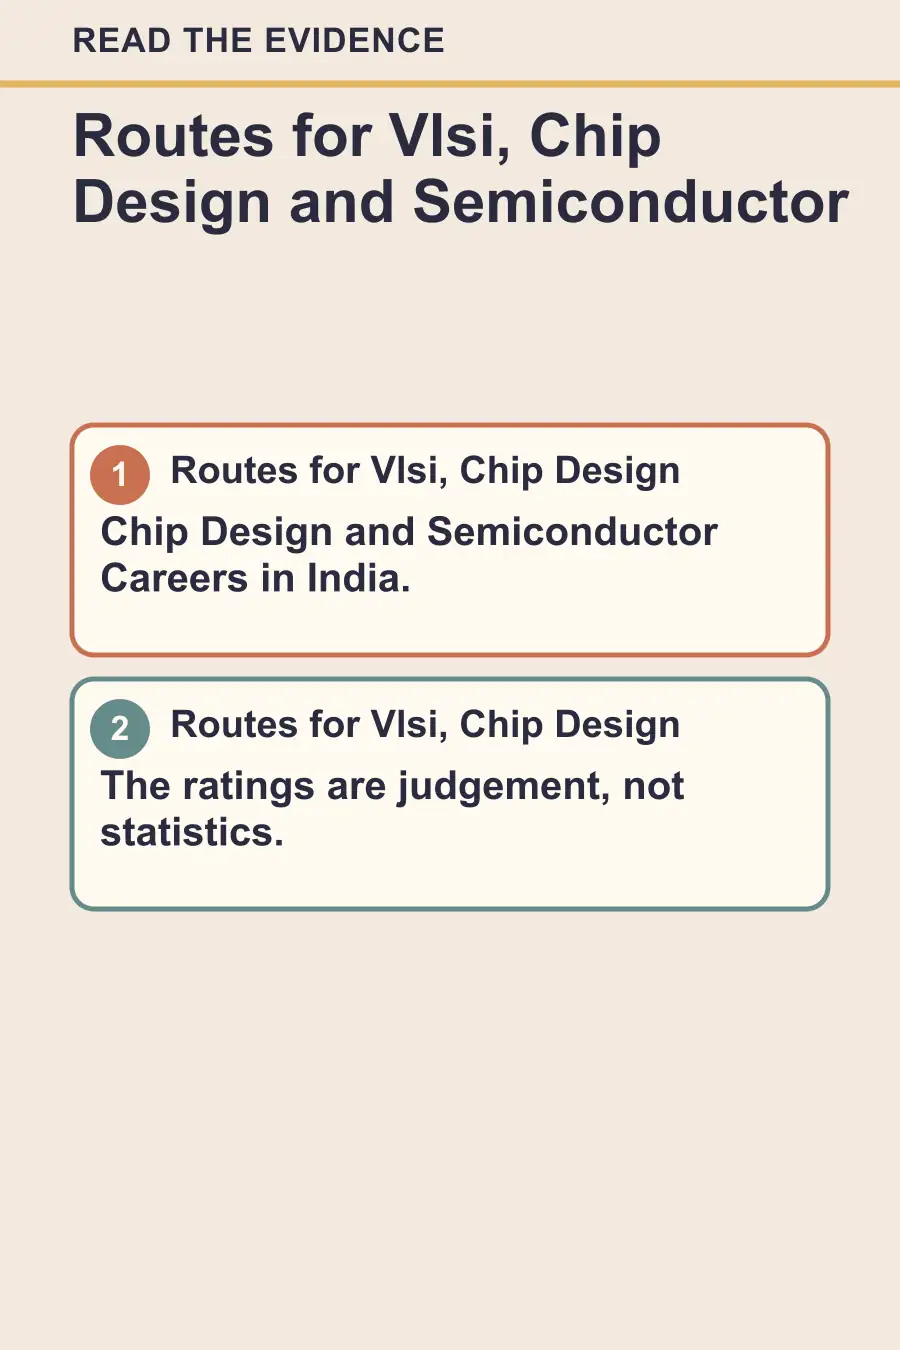 READ THE EVIDENCE
Routes for Vlsi, Chip
Design and Semiconductor
1 Routes for Vlsi, Chip Design
Chip Design and Semiconductor
Careers in India.
2 Routes for Vlsi, Chip Design
The ratings are judgement, not
statistics.